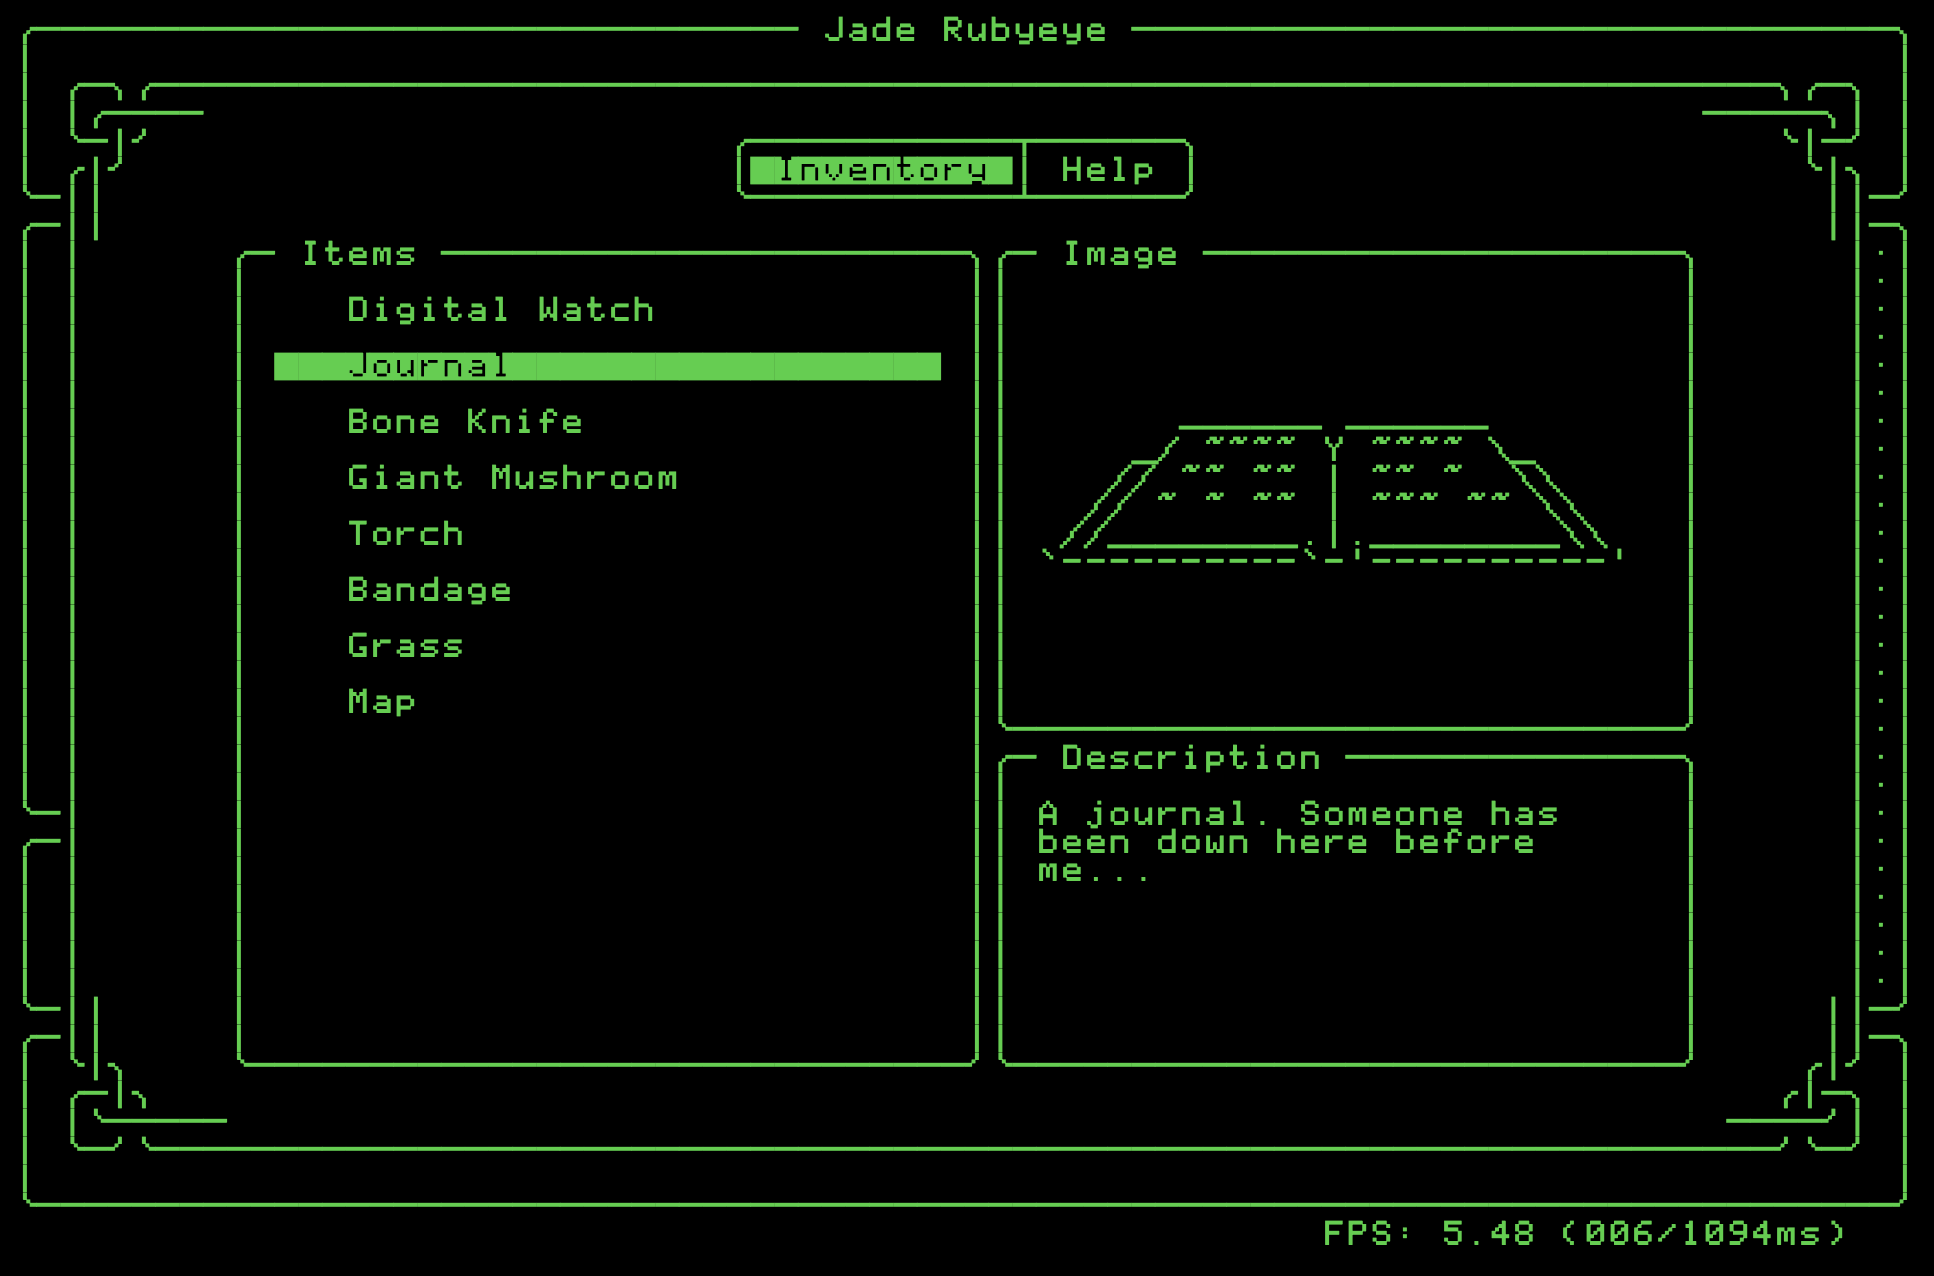 Jade Rubyeye
Inventory
Help
Items
Digital Watch
Journal
Bone Knife
Giant Mushroom
Torch
Bandage
Grass
Map
Image
Description
A journal. Someone has
been down here before
me...
FPS: 5.48 (006/1094ms)